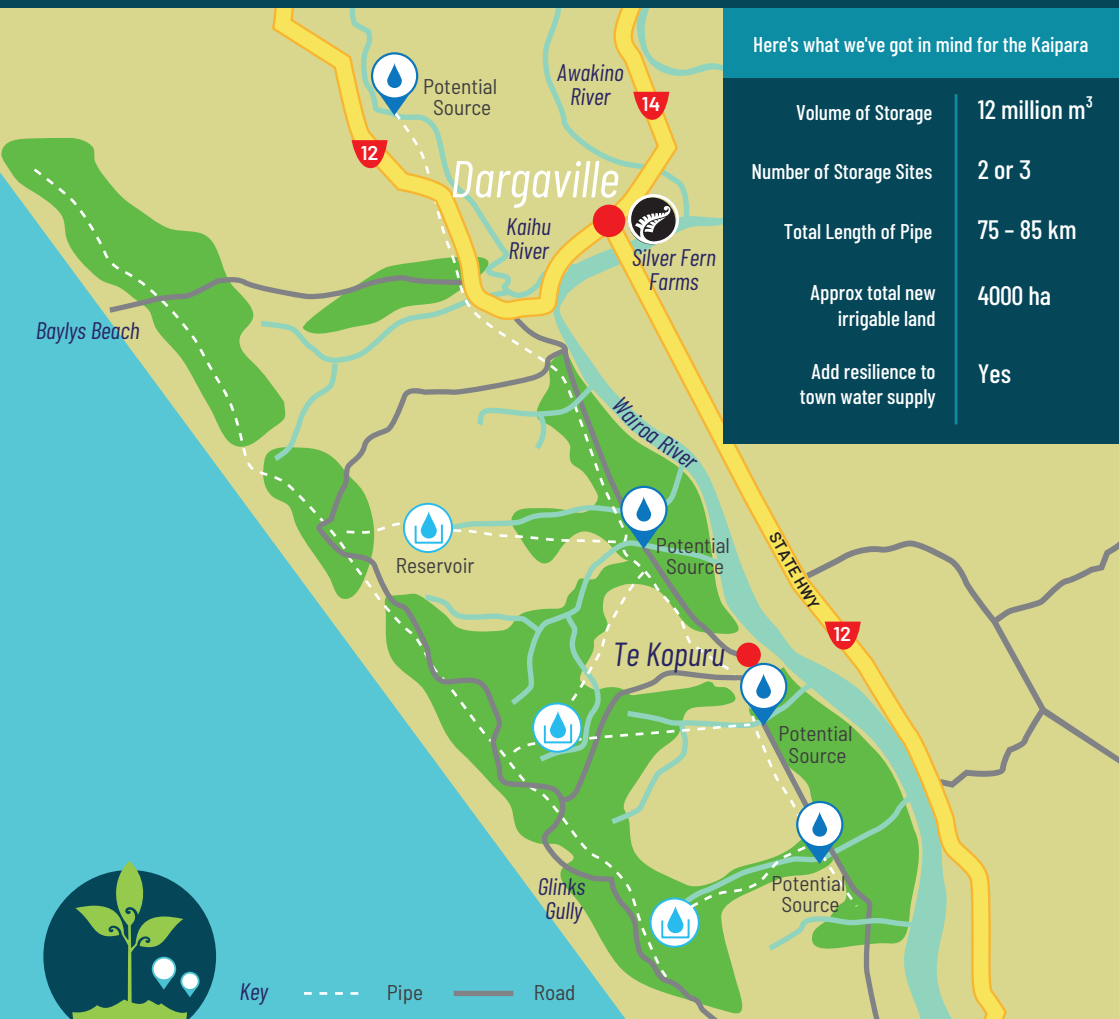 Here's what we've got in mind for the Kaipara
Volume of Storage
12 million m³
Number of Storage Sites
2 or 3
Total Length of Pipe
75 – 85 km
Approx total new
irrigable land
4000 ha
Add resilience to
town water supply
Yes
Potential
Source
Awakino
River
14
12
Dargaville
Kaihu
River
Silver Fern
Farms
Baylys Beach
Wairoa River
Reservoir
Potential
Source
STATE HWY
12
Te Kopuru
Potential
Source
Potential
Source
Glinks
Gully
Key
Pipe
Road